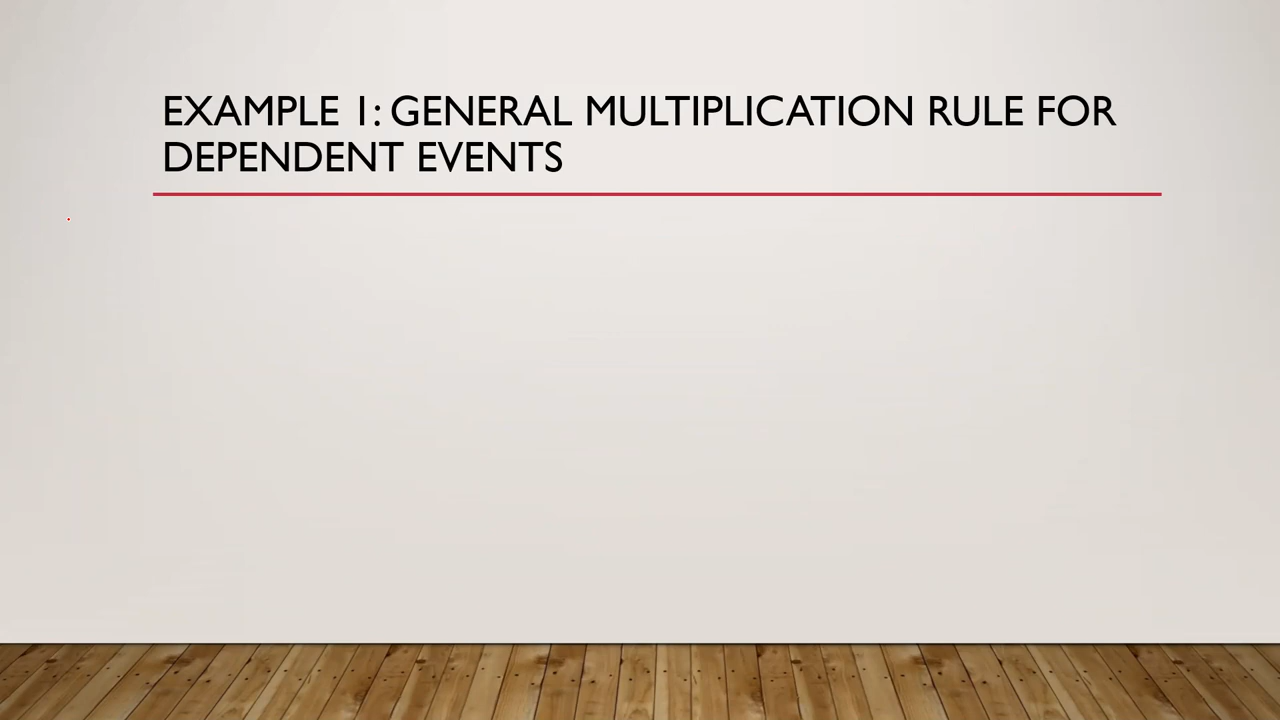 EXAMPLE 1: GENERAL MULTIPLICATION RULE FOR
DEPENDENT EVENTS